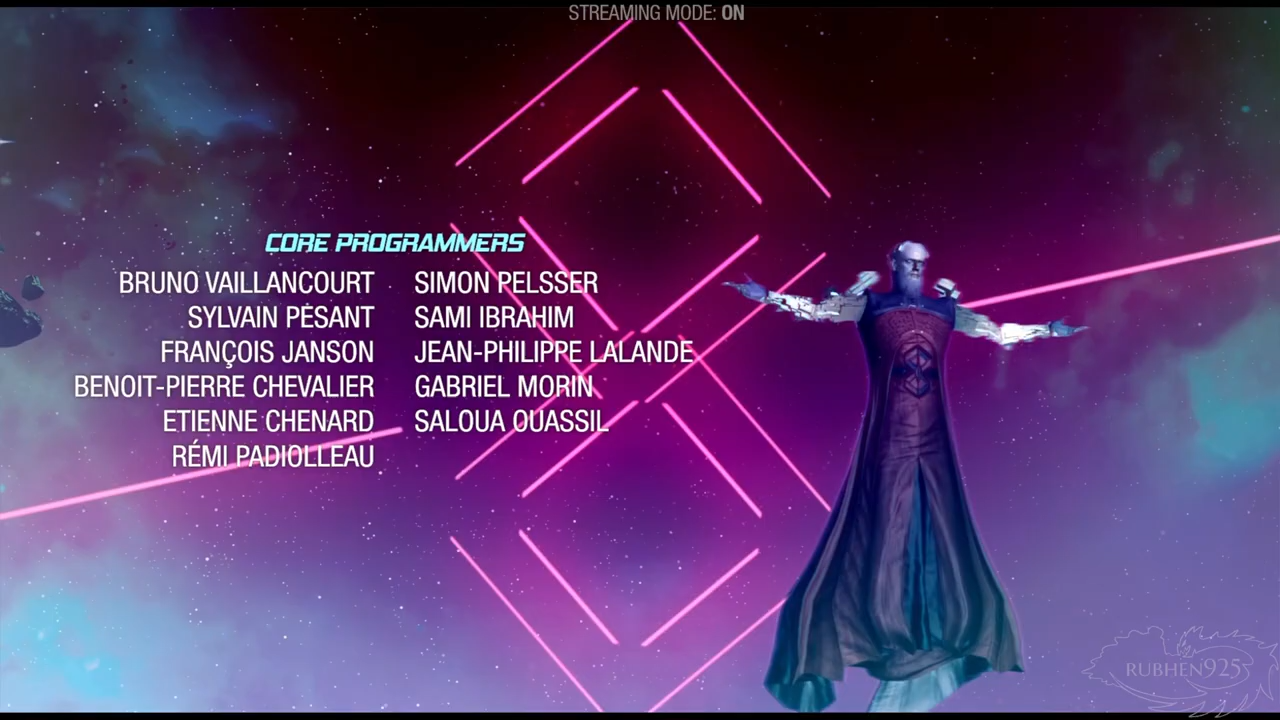 STREAMING MODE: ON
CORE PROGRAMMERS
BRUNO VAILLANCOURT SIMON PELSSER
SYLVAIN PESANT SAMI IBRAHIM
FRANÇOIS JANSON JEAN-PHILIPPE LALANDE
BENOIT-PIERRE CHEVALIER GABRIEL MORIN
ETIENNE CHENARD SALOUA OUASSIL
RÉMI PADIOLLEAU
RUBHEN925